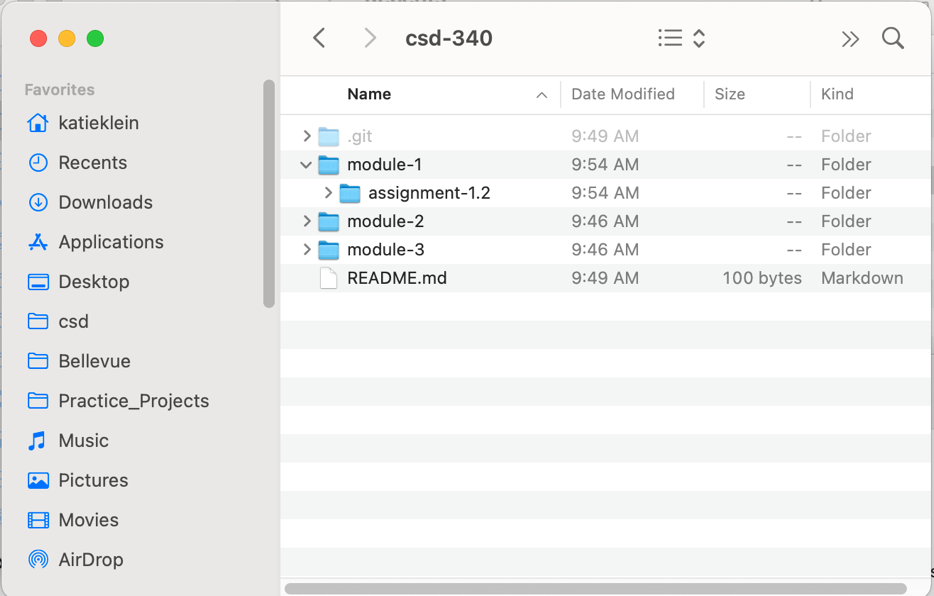 csd-340
Favorites
katieklein
Recents
Downloads
Applications
Desktop
csd
Bellevue
Practice_Projects
Music
Pictures
Movies
AirDrop
Name Date Modified Size Kind
.git 9:49 AM -- Folder
module-1 9:54 AM -- Folder
assignment-1.2 9:54 AM -- Folder
module-2 9:46 AM -- Folder
module-3 9:46 AM -- Folder
README.md 9:49 AM 100 bytes Markdown